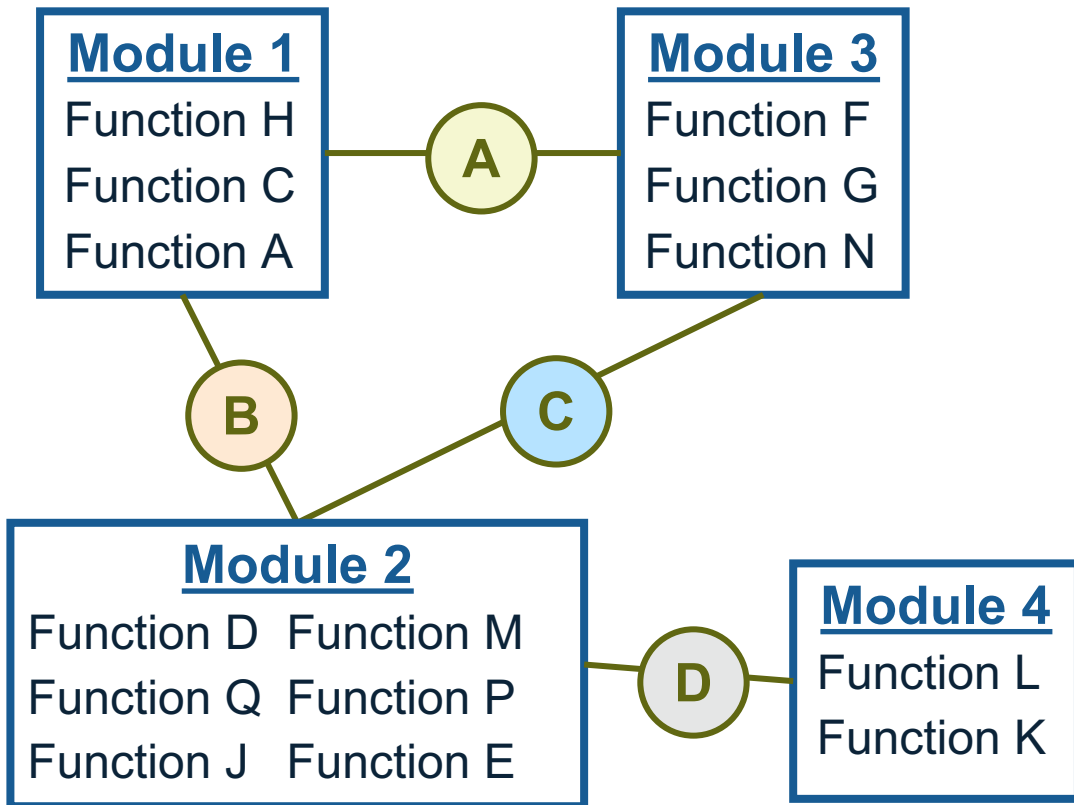 Module 1
Function H
Function C
Function A
A
Module 3
Function F
Function G
Function N
B
C
Module 2
Function D Function M
Function Q Function P
Function J Function E
D
Module 4
Function L
Function K